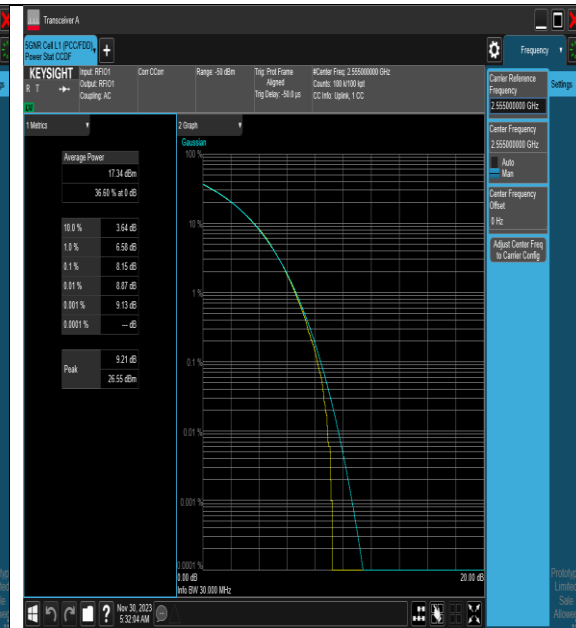 Transceiver A
5GNR Cell L1 (PCC/FDD),
Power Stat CCDF
Frequency
KEYSIGHT
R T
LXI
Input: RFIO1
Output: RFIO1
Coupling: AC
Corr CCorr
Range: -50 dBm
Trig: Prot Frame
Aligned
Trig Delay: -50.0 µs
#Center Freq: 2.555000000 GHz
Counts: 100 k/100 kpt
CC Info: Uplink, 1 CC
Carrier Reference
Frequency
2.555000000 GHz
Settings
Center Frequency
2.555000000 GHz
Auto
Man
Center Frequency
Offset
0 Hz
Adjust Center Freq
to Carrier Config
1 Metrics
Average Power
17.34 dBm
36.60 % at 0 dB
10.0 % 3.64 dB
1.0 % 6.58 dB
0.1 % 8.15 dB
0.01 % 8.87 dB
0.001 % 9.13 dB
0.0001 % --- dB
Peak
9.21 dB
26.55 dBm
2 Graph
Gaussian
100 %
10 %
1 %
0.1 %
0.01 %
0.001 %
0.0001 %
0.00 dB
20.00 dB
Info BW 30.000 MHz
Nov 30, 2023
5:32:04 AM